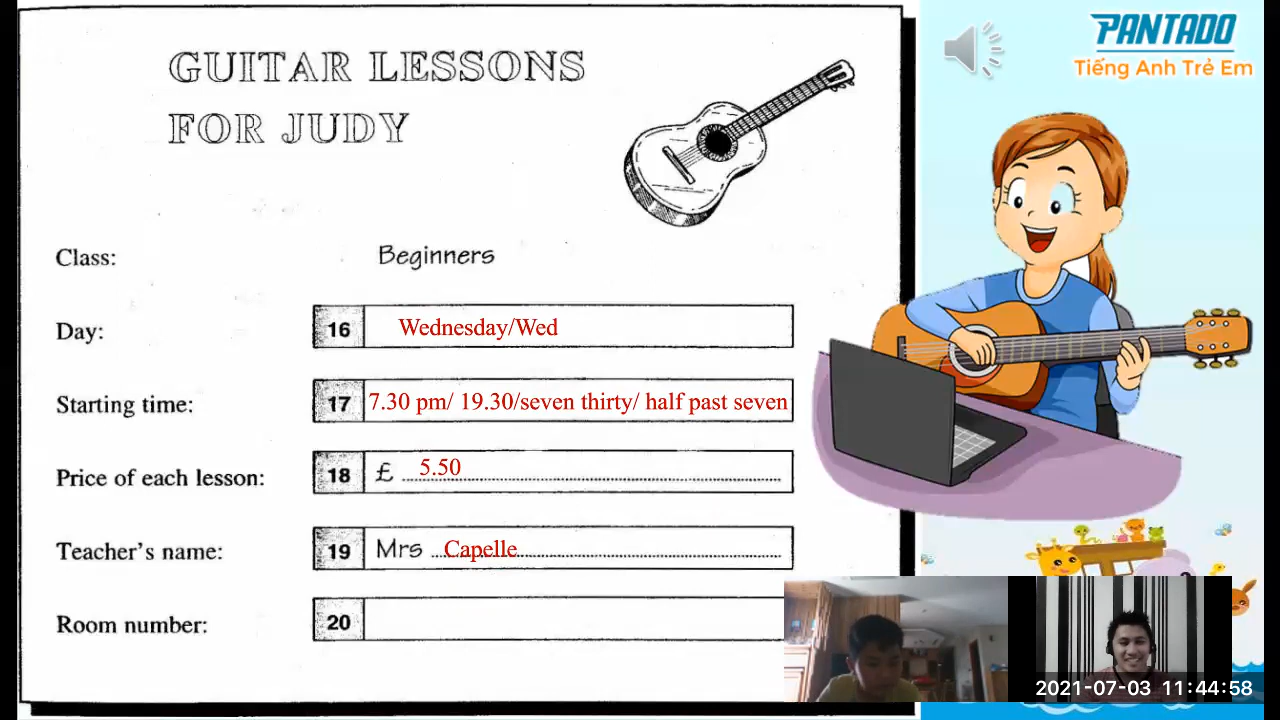 GUITAR LESSONS
FOR JUDY
PANTADO
Tiếng Anh Trẻ Em
Class: Beginners
Day: 16 Wednesday/Wed
Starting time: 17 7.30 pm/ 19.30/seven thirty/ half past seven
Price of each lesson: 18 £ 5.50
Teacher's name: 19 Mrs Capelle
Room number: 20
2021-07-03 11:44:58